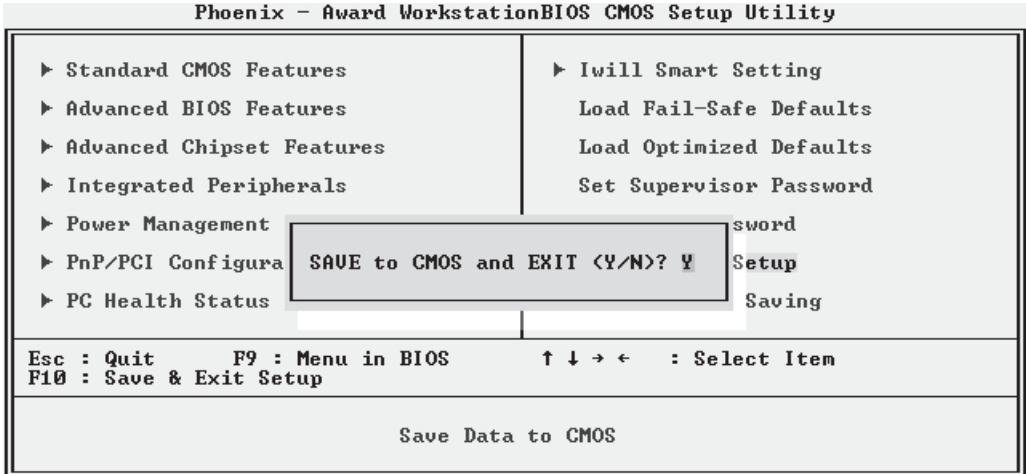 Phoenix - Award WorkstationBIOS CMOS Setup Utility
▶ Standard CMOS Features
▶ Advanced BIOS Features
▶ Advanced Chipset Features
▶ Integrated Peripherals
▶ Power Management
▶ PnP/PCI Configura
▶ PC Health Status
▶ Iwill Smart Setting
Load Fail-Safe Defaults
Load Optimized Defaults
Set Supervisor Password
sword
Setup
Saving
SAVE to CMOS and EXIT (Y/N)? Y
Esc : Quit F9 : Menu in BIOS ↑ ↓ → ← : Select Item
F10 : Save & Exit Setup
Save Data to CMOS